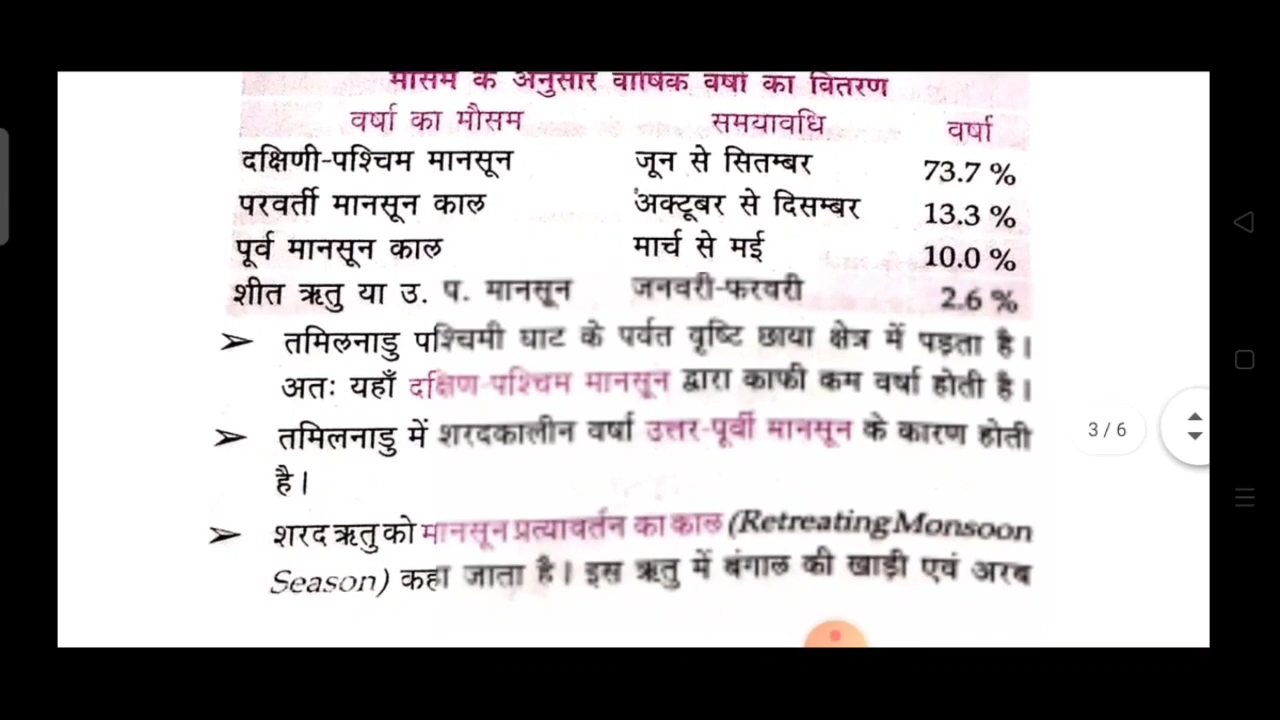 मौसम के अनुसार वार्षिक वर्षा का वितरण
वर्षा का मौसम समयावधि वर्षा
दक्षिणी-पश्चिम मानसून जून से सितम्बर 73.7 %
परवर्ती मानसून काल अक्टूबर से दिसम्बर 13.3 %
पूर्व मानसून काल मार्च से मई 10.0 %
शीत ऋतु या उ. प. मानसून जनवरी-फरवरी 2.6 %
➢ तमिलनाडु पश्चिमी घाट के पर्वत वृष्टि छाया क्षेत्र में पड़ता है।
अतः यहाँ दक्षिण-पश्चिम मानसून द्वारा काफी कम वर्षा होती है।
➢ तमिलनाडु में शरदकालीन वर्षा उत्तर-पूर्वी मानसून के कारण होती
है।
➢ शरद ऋतु को मानसून प्रत्यावर्तन का काल (Retreating Monsoon
Season) कहा जाता है। इस ऋतु में बंगाल की खाड़ी एवं अरब
3 / 6